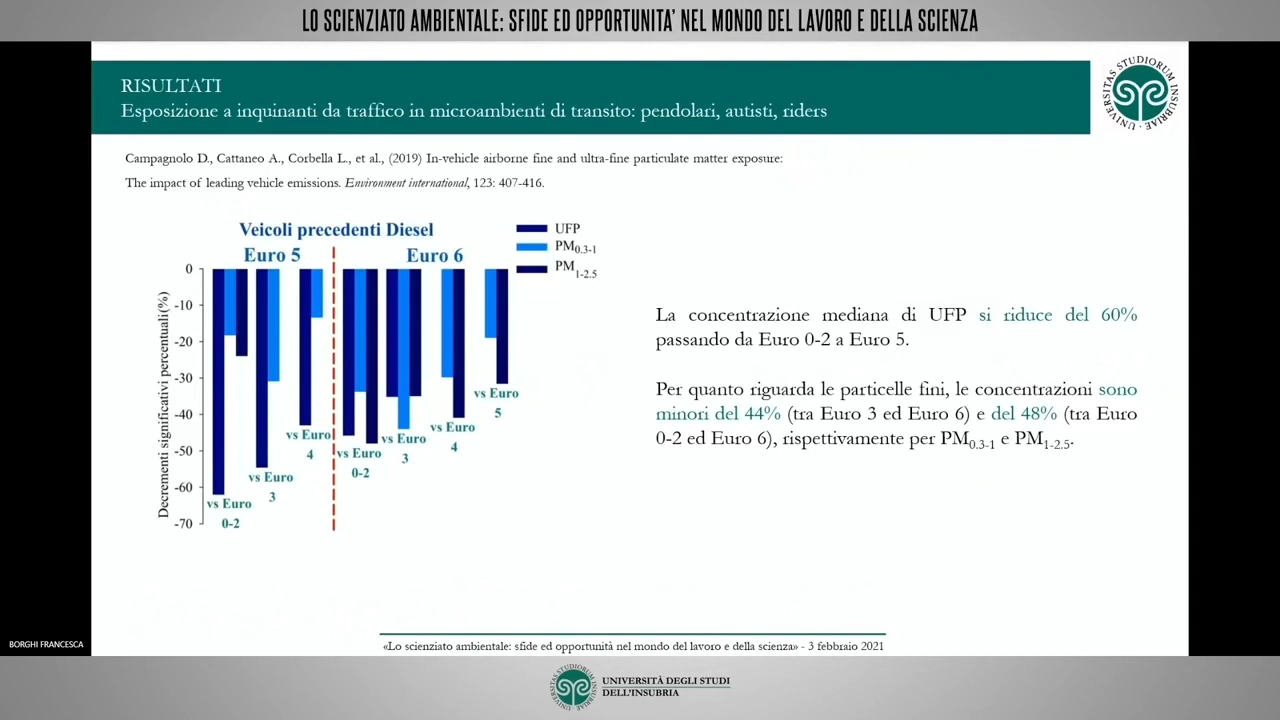 LO SCIENZIATO AMBIENTALE: SFIDE ED OPPORTUNITA' NEL MONDO DEL LAVORO E DELLA SCIENZA
RISULTATI
Esposizione a inquinanti da traffico in microambienti di transito: pendolari, autisti, riders
UNIVERSITAS STUDIORUM INSUBRIAE
Campagnolo D., Cattaneo A., Corbella L., et al., (2019) In-vehicle airborne fine and ultra-fine particulate matter exposure:
The impact of leading vehicle emissions. Environment international, 123: 407-416.
Veicoli precedenti Diesel
Euro 5
Euro 6
UFP
PM0.3-1
PM1-2.5
Decrementi significativi percentuali(%)
0
-10
-20
-30
-40
-50
-60
-70
vs Euro
0-2
vs Euro
3
vs Euro
4
vs Euro
0-2
vs Euro
3
vs Euro
4
vs Euro
5
La concentrazione mediana di UFP si riduce del 60%
passando da Euro 0-2 a Euro 5.
Per quanto riguarda le particelle fini, le concentrazioni sono
minori del 44% (tra Euro 3 ed Euro 6) e del 48% (tra Euro
0-2 ed Euro 6), rispettivamente per PM0.3-1 e PM1-2.5.
BORGHI FRANCESCA
«Lo scienziato ambientale: sfide ed opportunità nel mondo del lavoro e della scienza» - 3 febbraio 2021
UNIVERSITÀ DEGLI STUDI
DELL'INSUBRIA